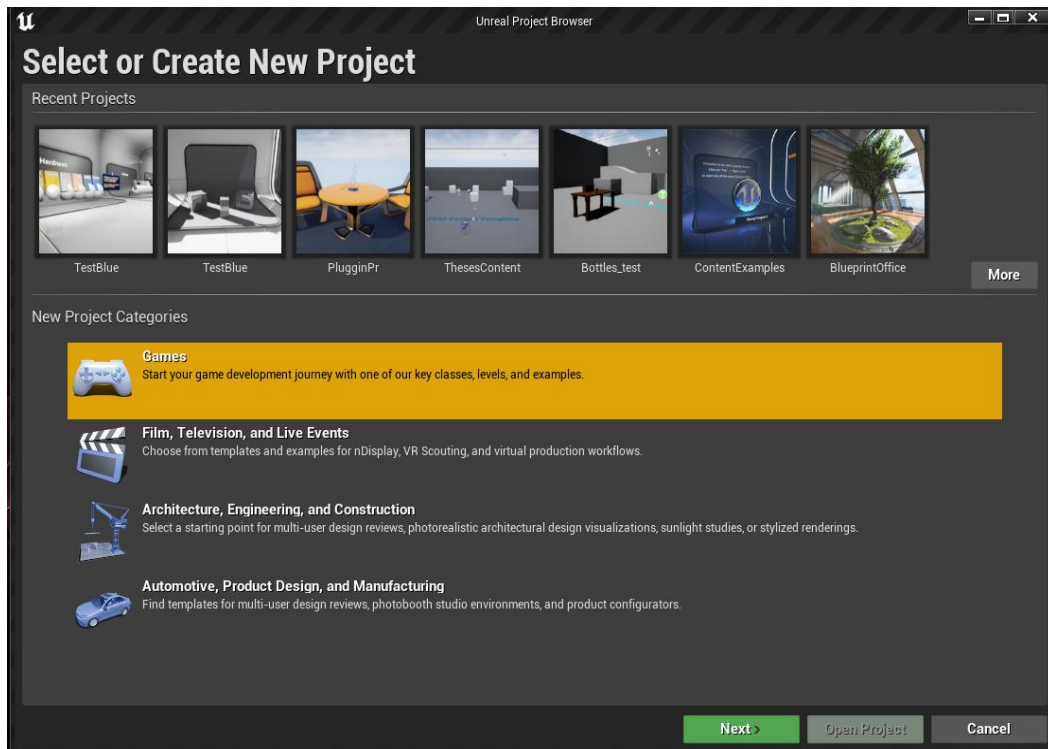 Unreal Project Browser
Select or Create New Project
Recent Projects
Hardness
TestBlue
TestBlue
PlugginPr
ThesesContent
Bottles_test
ContentExamples
BlueprintOffice
More
New Project Categories
Games
Start your game development journey with one of our key classes, levels, and examples.
Film, Television, and Live Events
Choose from templates and examples for nDisplay, VR Scouting, and virtual production workflows.
Architecture, Engineering, and Construction
Select a starting point for multi-user design reviews, photorealistic architectural design visualizations, sunlight studies, or stylized renderings.
Automotive, Product Design, and Manufacturing
Find templates for multi-user design reviews, photobooth studio environments, and product configurators.
Next >
Open Project
Cancel